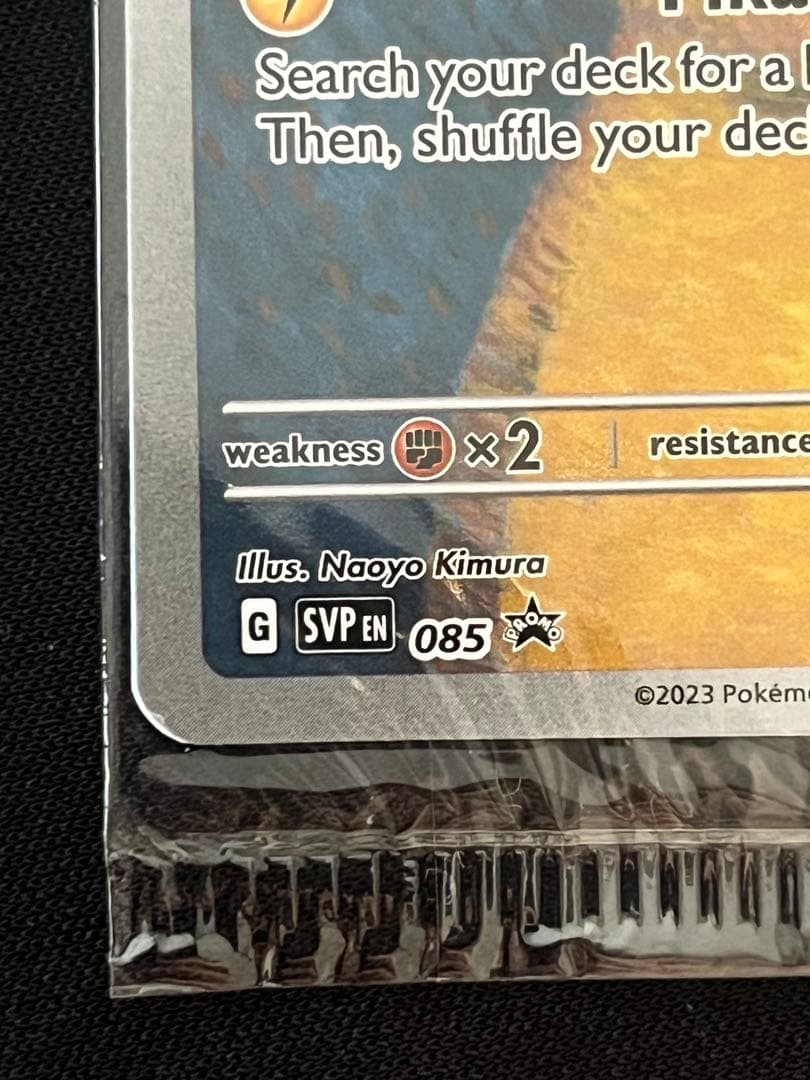 Search your deck for a
Then, shuffle your dec
weakness ×2 resistance
Illus. Naoyo Kimura
G SVP EN 085 PROMO
©2023 Pokém